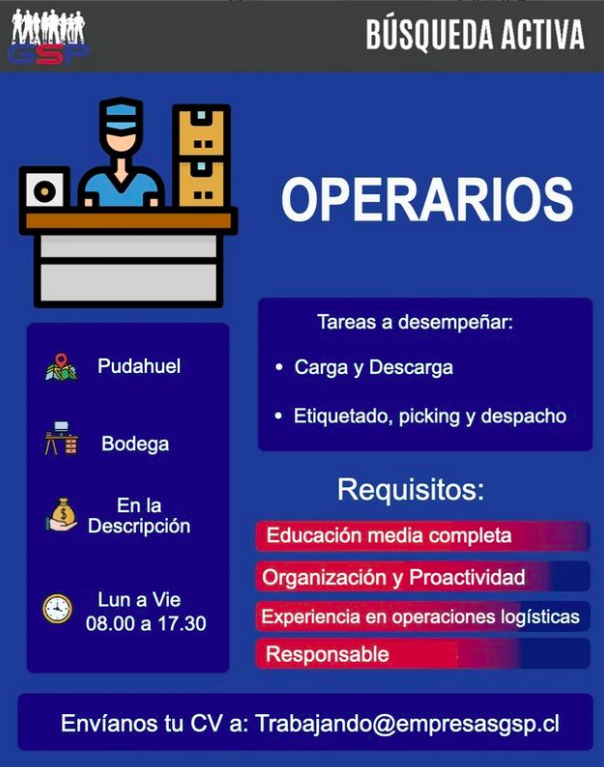 GSP
BÚSQUEDA ACTIVA
OPERARIOS
Pudahuel
Bodega
En la
Descripción
Lun a Vie
08.00 a 17.30
Tareas a desempeñar:
• Carga y Descarga
• Etiquetado, picking y despacho
Requisitos:
Educación media completa
Organización y Proactividad
Experiencia en operaciones logísticas
Responsable
Envíanos tu CV a: Trabajando@empresasgsp.cl